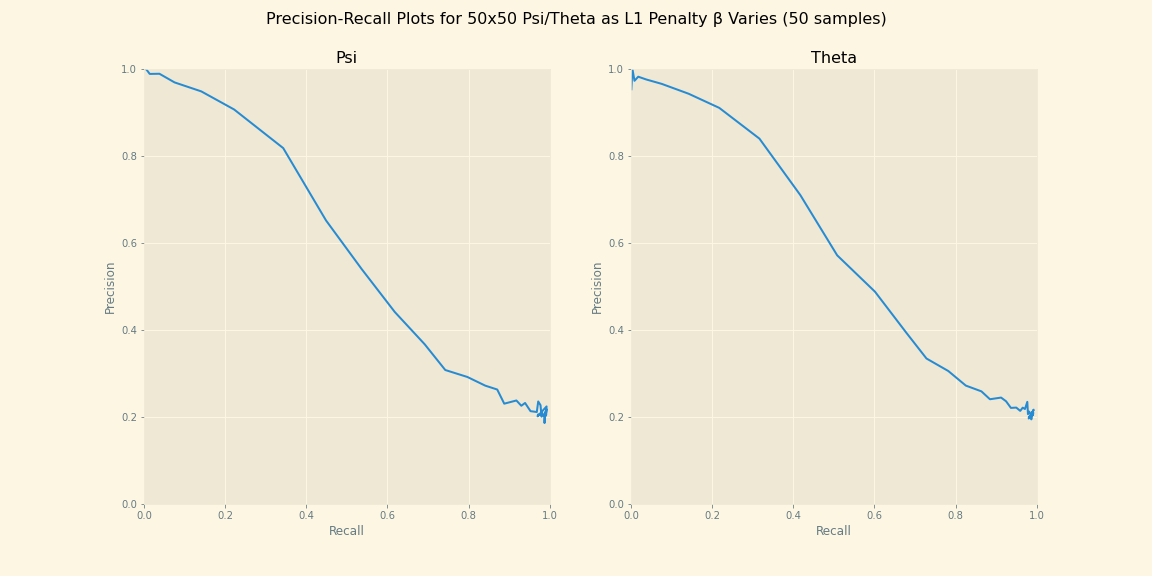 Precision-Recall Plots for 50x50 Psi/Theta as L1 Penalty β Varies (50 samples)
Psi
1.0
0.8
0.6
0.4
0.2
0.0
Precision
0.0 0.2 0.4 0.6 0.8 1.0
Recall
Theta
1.0
0.8
0.6
0.4
0.2
0.0
Precision
0.0 0.2 0.4 0.6 0.8 1.0
Recall